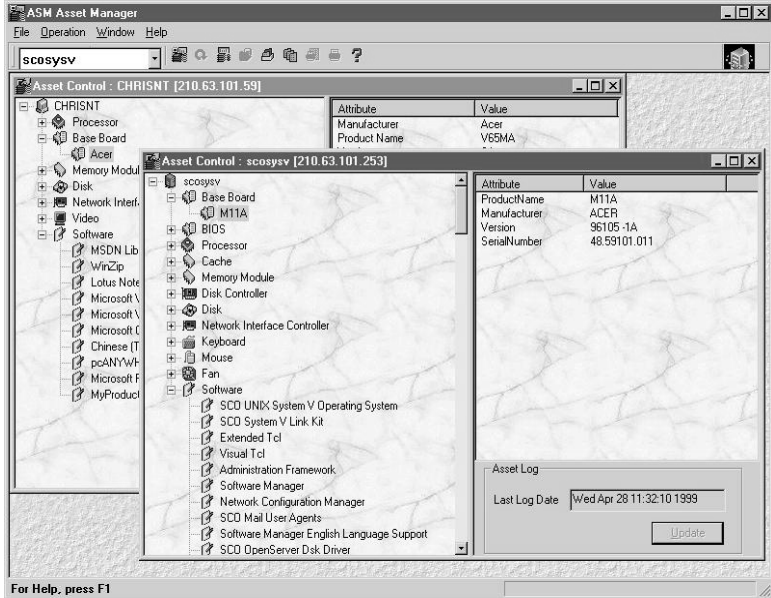 ASM Asset Manager
File Operation Window Help
scosysv
Asset Control : CHRISNT [210.63.101.59]
CHRISNT
Processor
Base Board
Acer
Memory Modul
Disk
Network Interf
Video
Software
MSDN Lib
WinZip
Lotus Note
Microsoft
Microsoft
Microsoft
Chinese (T
pcANYWH
Microsoft
MyProduct
Attribute Value
Manufacturer Acer
Product Name V65MA
Asset Control : scosysv [210.63.101.253]
scosysv
Base Board
M11A
BIOS
Processor
Cache
Memory Module
Disk Controller
Disk
Network Interface Controller
Keyboard
Mouse
Fan
Software
SCO UNIX System V Operating System
SCO System V Link Kit
Extended Tcl
Visual Tcl
Administration Framework
Software Manager
Network Configuration Manager
SCO Mail User Agents
Software Manager English Language Support
SCO OpenServer Dsk Driver
Attribute Value
ProductName M11A
Manufacturer ACER
Version 96105 -1A
SerialNumber 48.59101.011
Asset Log
Last Log Date Wed Apr 28 11:32:10 1999
Update
For Help, press F1